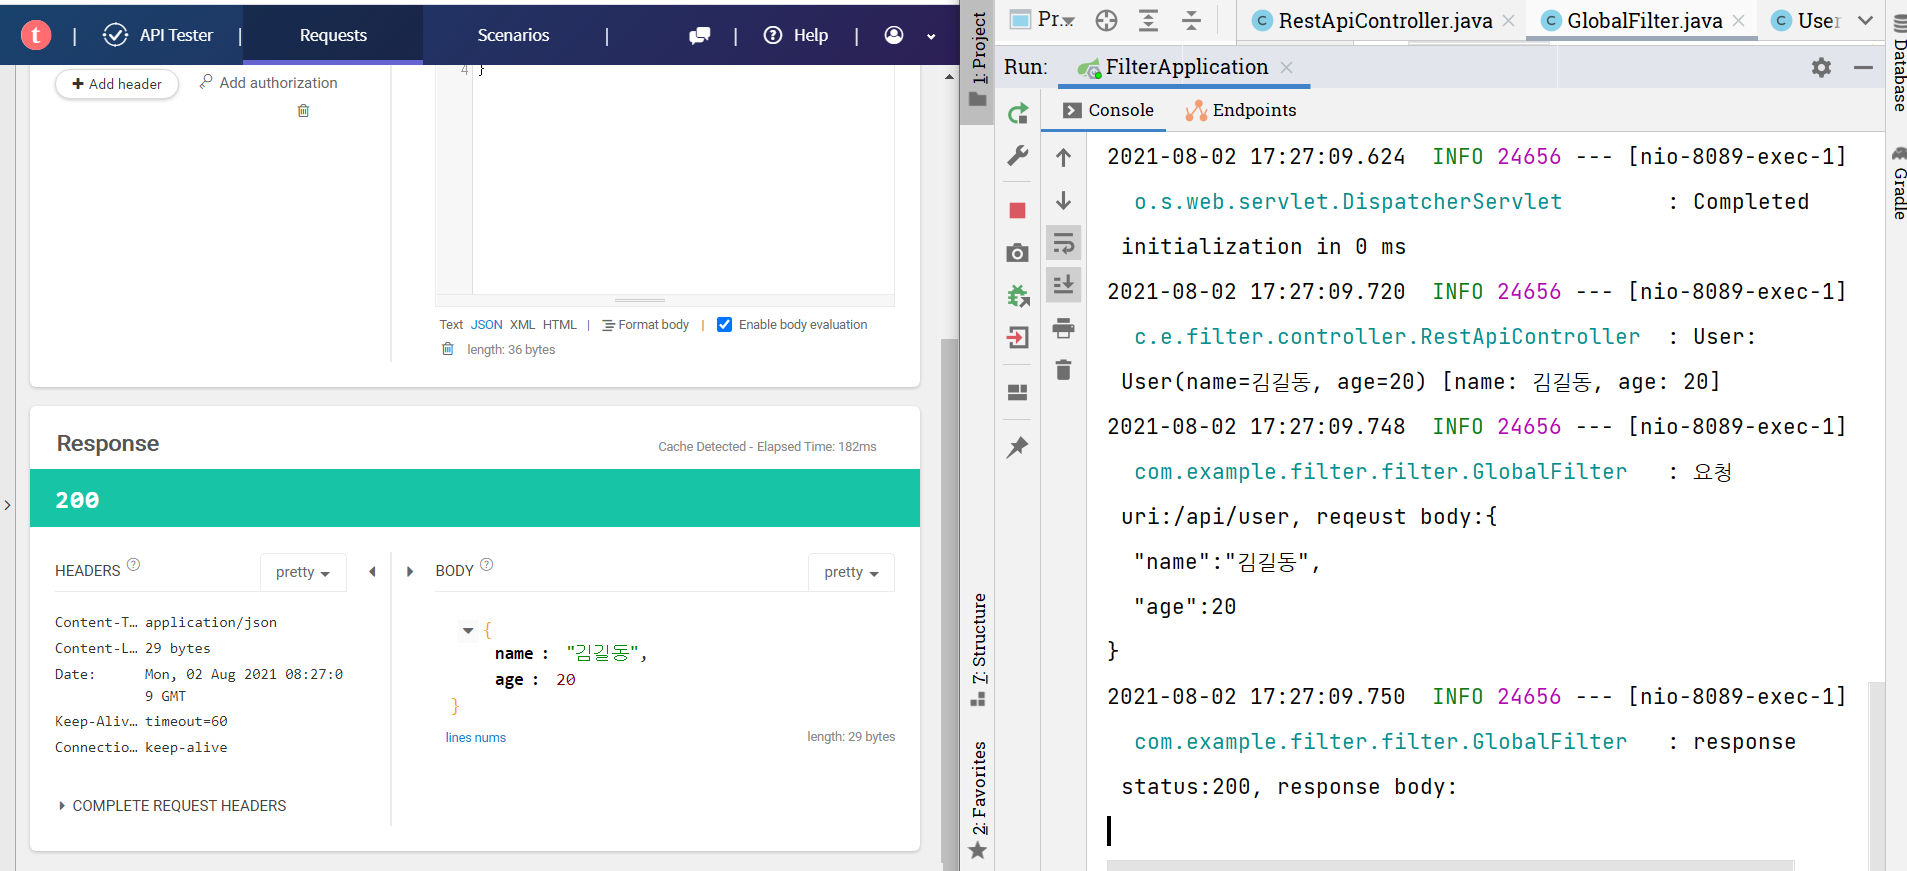 t | API Tester | Requests Scenarios | | Help |
Add header Add authorization
4 }
Text JSON XML HTML | Format body | Enable body evaluation
length: 36 bytes
Response
Cache Detected - Elapsed Time: 182ms
200
HEADERS ? pretty
Content-T… application/json
Content-L… 29 bytes
Date: Mon, 02 Aug 2021 08:27:0
9 GMT
Keep-Aliv… timeout=60
Connectio… keep-alive
COMPLETE REQUEST HEADERS
BODY ? pretty
{
name : "김길동",
age : 20
}
lines nums
length: 29 bytes
1: Project
7: Structure
2: Favorites
Pr..
RestApiController.java
GlobalFilter.java
User
Run: FilterApplication
Console Endpoints
2021-08-02 17:27:09.624 INFO 24656 --- [nio-8089-exec-1]
o.s.web.servlet.DispatcherServlet : Completed
initialization in 0 ms
2021-08-02 17:27:09.720 INFO 24656 --- [nio-8089-exec-1]
c.e.filter.controller.RestApiController : User:
User(name=김길동, age=20) [name: 김길동, age: 20]
2021-08-02 17:27:09.748 INFO 24656 --- [nio-8089-exec-1]
com.example.filter.filter.GlobalFilter : 요청
uri:/api/user, reqeust body:{
"name":"김길동",
"age":20
}
2021-08-02 17:27:09.750 INFO 24656 --- [nio-8089-exec-1]
com.example.filter.filter.GlobalFilter : response
status:200, response body:
Database
Gradle